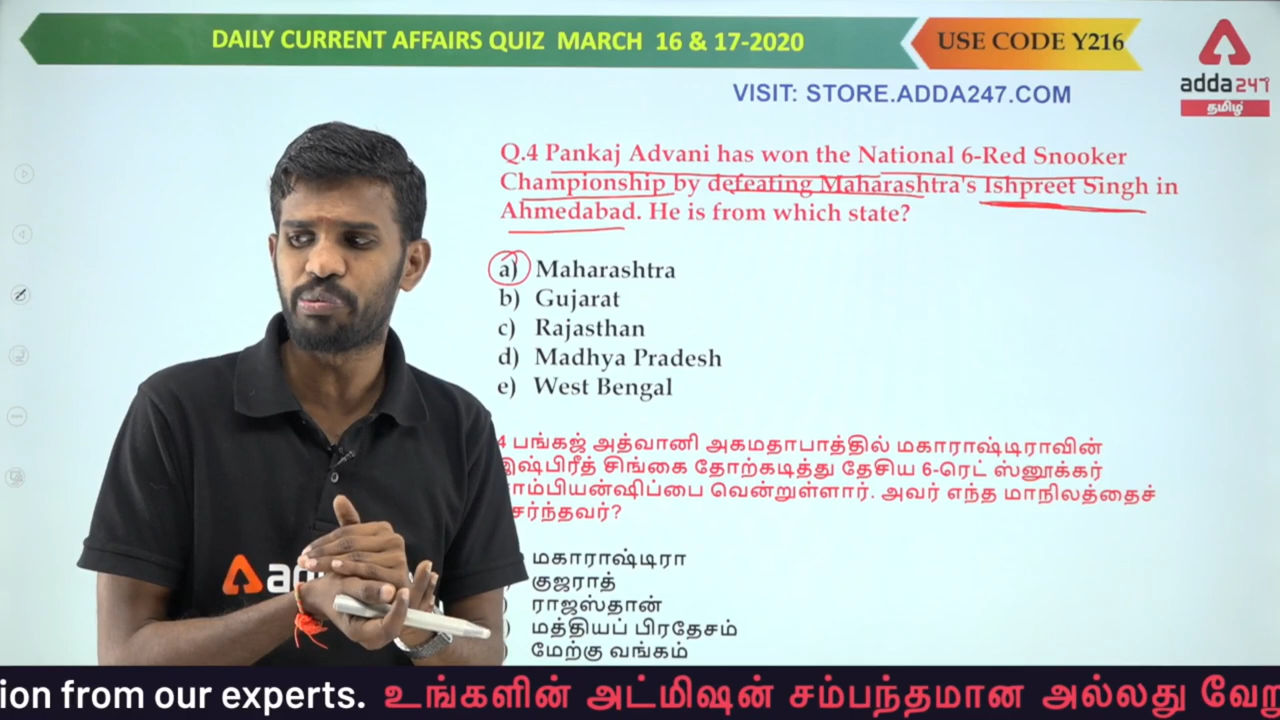 DAILY CURRENT AFFAIRS QUIZ MARCH 16 & 17-2020
USE CODE Y216
adda247
தமிழ்
VISIT: STORE.ADDA247.COM
Q.4 Pankaj Advani has won the National 6-Red Snooker
Championship by defeating Maharashtra's Ishpreet Singh in
Ahmedabad. He is from which state?
a) Maharashtra
b) Gujarat
c) Rajasthan
d) Madhya Pradesh
e) West Bengal
4 பங்கஜ் அத்வானி அகமதாபாத்தில் மகாராஷ்டிராவின்
இஷ்பிரீத் சிங்கை தோற்கடித்து தேசிய 6-ரெட் ஸ்னூக்கர்
சாம்பியன்ஷிப்பை வென்றுள்ளார். அவர் எந்த மாநிலத்தைச்
சேர்ந்தவர்?
மகாராஷ்டிரா
) குஜராத்
) ராஜஸ்தான்
) மத்தியப் பிரதேசம்
) மேற்கு வங்கம்
ion from our experts. உங்களின் அட்மிஷன் சம்பந்தமான அல்லது